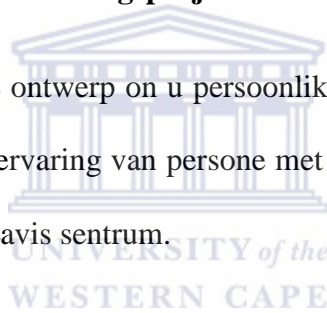 ontwerp on u persoonlik
ervaring van persone met
avis sentrum.
UNIVERSITY of the
WESTERN CAPE